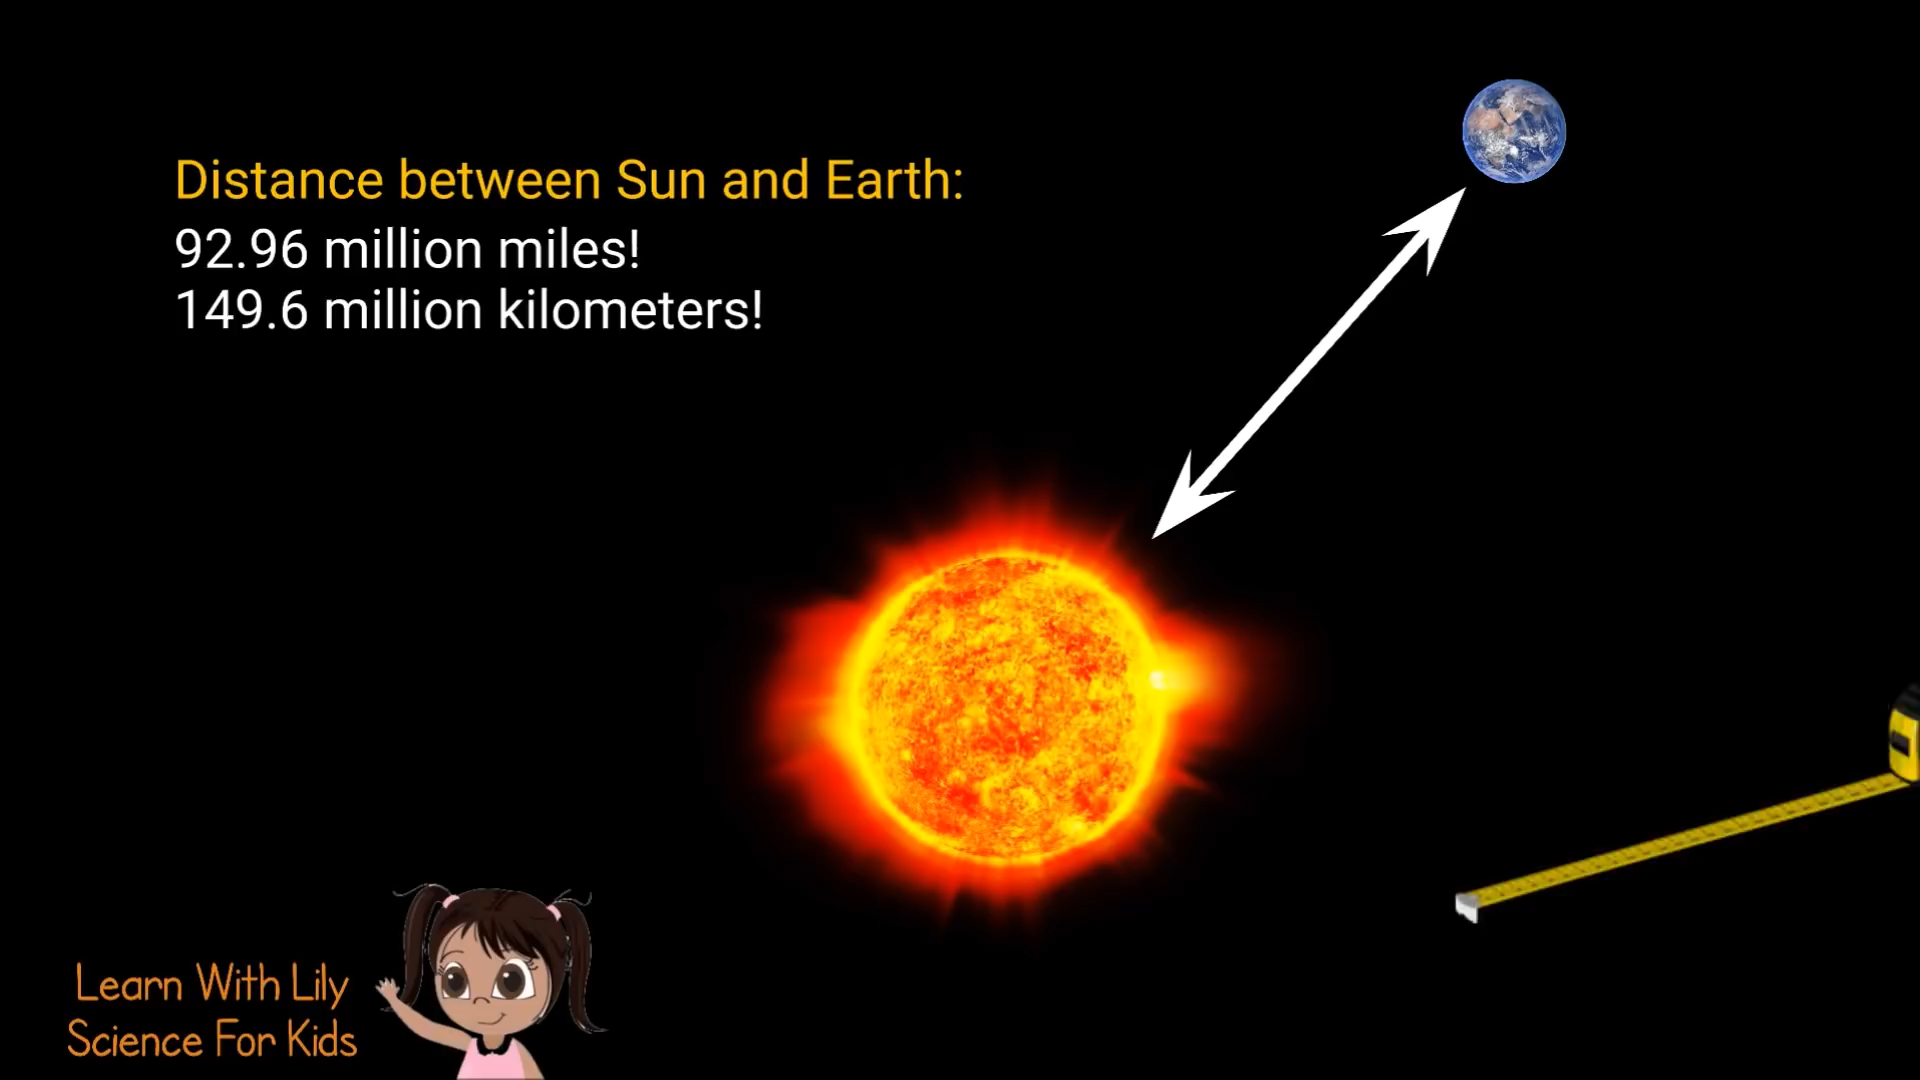 Distance between Sun and Earth:
92.96 million miles!
149.6 million kilometers!
Learn With Lily
Science For Kids